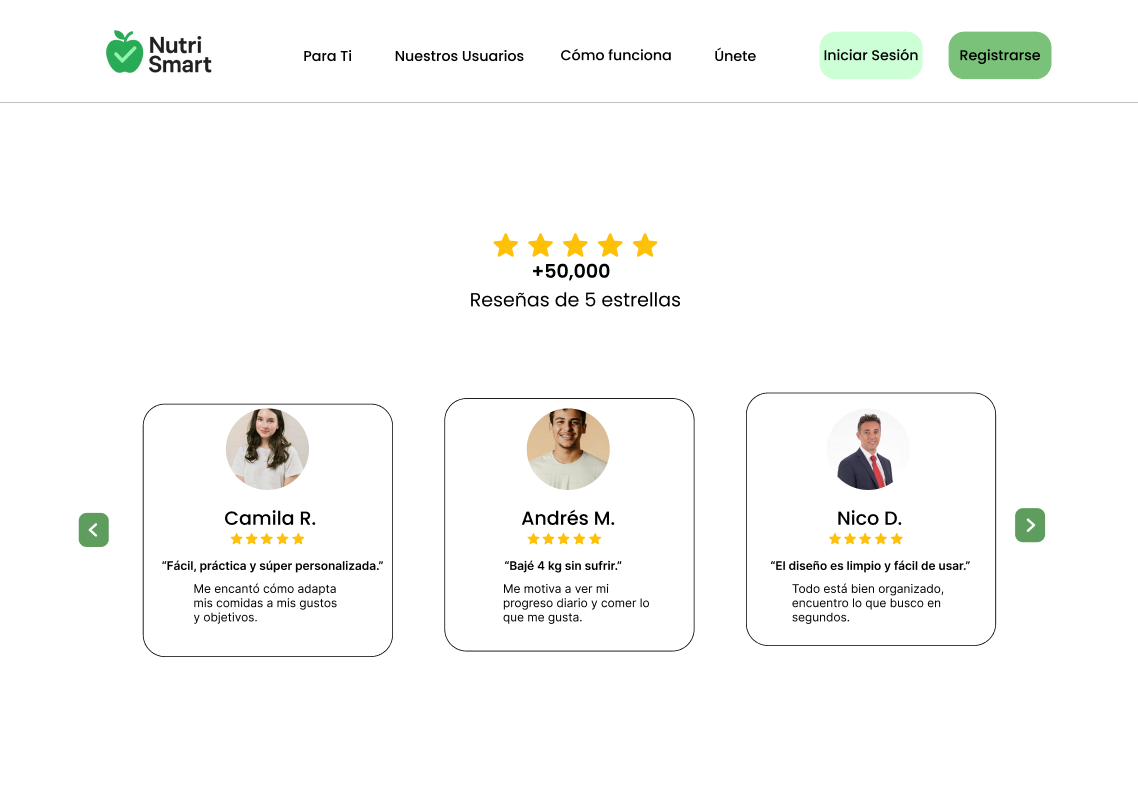 Nutri
Smart
Para Ti
Nuestros Usuarios
Cómo funciona
Únete
Iniciar Sesión
Registrarse
+50,000
Reseñas de 5 estrellas
Camila R.
“Fácil, práctica y súper personalizada.”
Me encantó cómo adapta
mis comidas a mis gustos
y objetivos.
Andrés M.
“Bajé 4 kg sin sufrir.”
Me motiva a ver mi
progreso diario y comer lo
que me gusta.
Nico D.
“El diseño es limpio y fácil de usar.”
Todo está bien organizado,
encuentro lo que busco en
segundos.